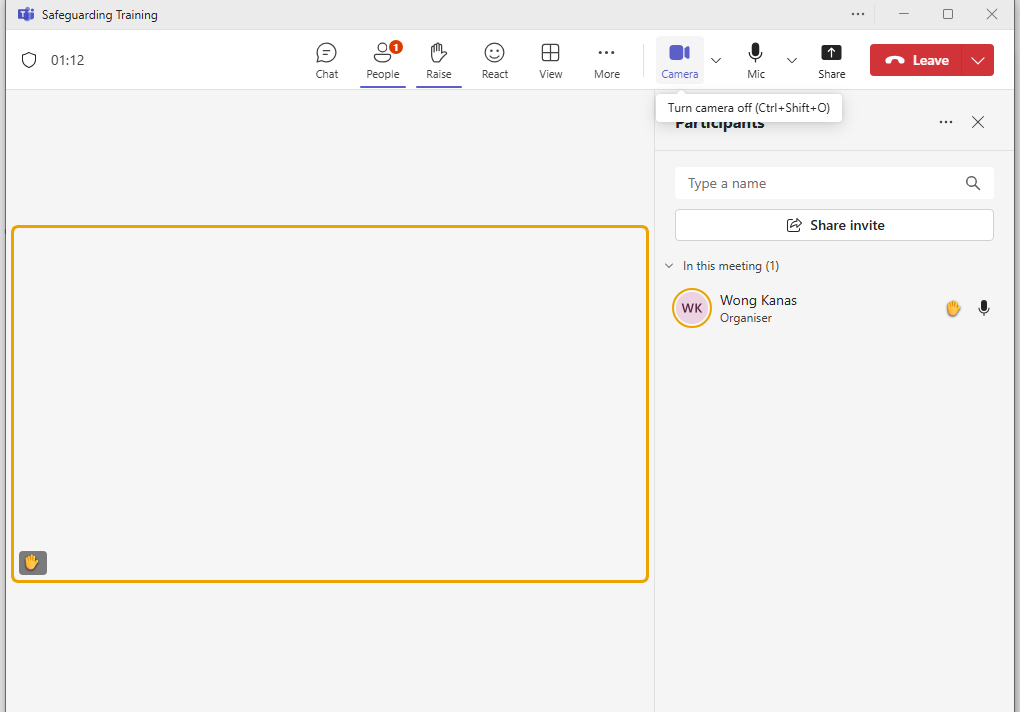 Safeguarding Training
01:12
Chat
People
1
Raise
React
View
More
Camera
Mic
Share
Leave
Turn camera off (Ctrl+Shift+O)
Participants
Type a name
Share invite
In this meeting (1)
WK
Wong Kanas
Organiser